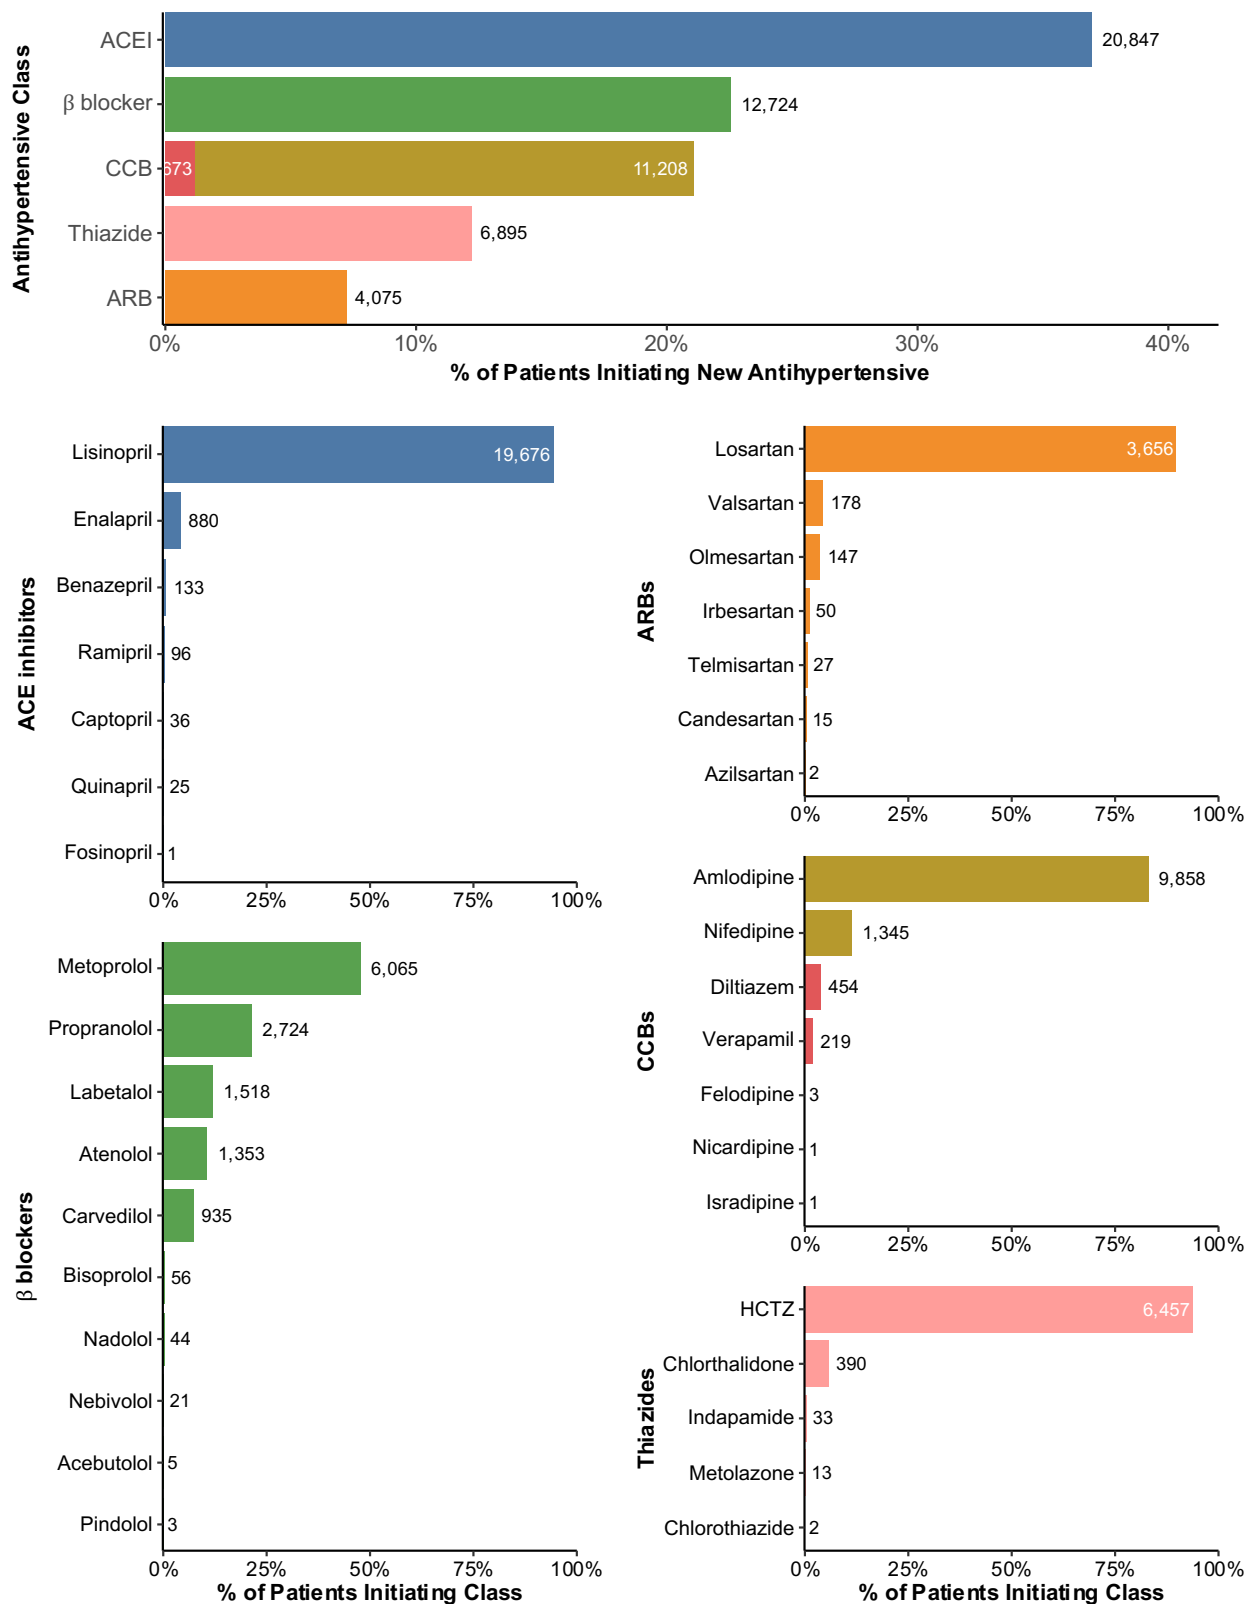 Antihypertensive Class
ACEI 20,847
β blocker 12,724
CCB 673 11,208
Thiazide 6,895
ARB 4,075
0% 10% 20% 30% 40%
% of Patients Initiating New Antihypertensive
ACE inhibitors
Lisinopril 19,676
Enalapril 880
Benazepril 133
Ramipril 96
Captopril 36
Quinapril 25
Fosinopril 1
0% 25% 50% 75% 100%
β blockers
Metoprolol 6,065
Propranolol 2,724
Labetalol 1,518
Atenolol 1,353
Carvedilol 935
Bisoprolol 56
Nadolol 44
Nebivolol 21
Acebutolol 5
Pindolol 3
0% 25% 50% 75% 100%
% of Patients Initiating Class
ARBs
Losartan 3,656
Valsartan 178
Olmesartan 147
Irbesartan 50
Telmisartan 27
Candesartan 15
Azilsartan 2
0% 25% 50% 75% 100%
CCBs
Amlodipine 9,858
Nifedipine 1,345
Diltiazem 454
Verapamil 219
Felodipine 3
Nicardipine 1
Isradipine 1
0% 25% 50% 75% 100%
Thiazides
HCTZ 6,457
Chlorthalidone 390
Indapamide 33
Metolazone 13
Chlorothiazide 2
0% 25% 50% 75% 100%
% of Patients Initiating Class